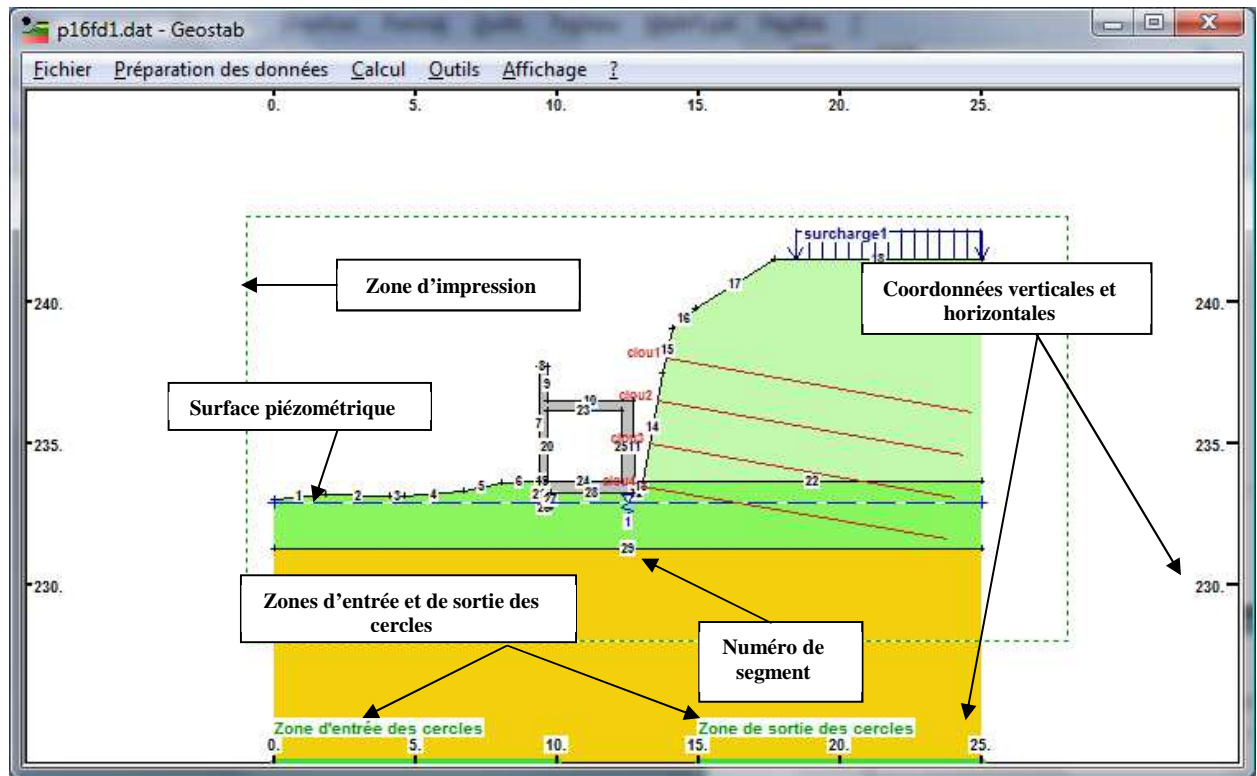 p16fd1.dat - Geostab
Fichier Préparation des données Calcul Outils Affichage ?
0. 5. 10. 15. 20. 25.
surcharge1
18
17
Zone d'impression
Coordonnées verticales et
horizontales
240. 240.
16
clou1 15
8
9
clou2
10
23
Surface piézométrique
7
14
235. 20 25 11 235.
6 24 22
5
1 2 3 4 28
1
29
230. 230.
Zones d'entrée et de sortie des
cercles
Numéro de
segment
Zone d'entrée des cercles Zone de sortie des cercles
0. 5. 10. 15. 20. 25.